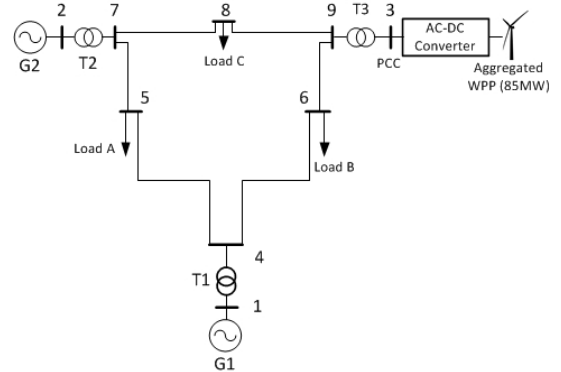 2
7
8
9
T3
3
AC-DC
Converter
G2
T2
Load C
PCC
Aggregated
WPP (85MW)
5
6
Load A
Load B
4
T1
1
G1